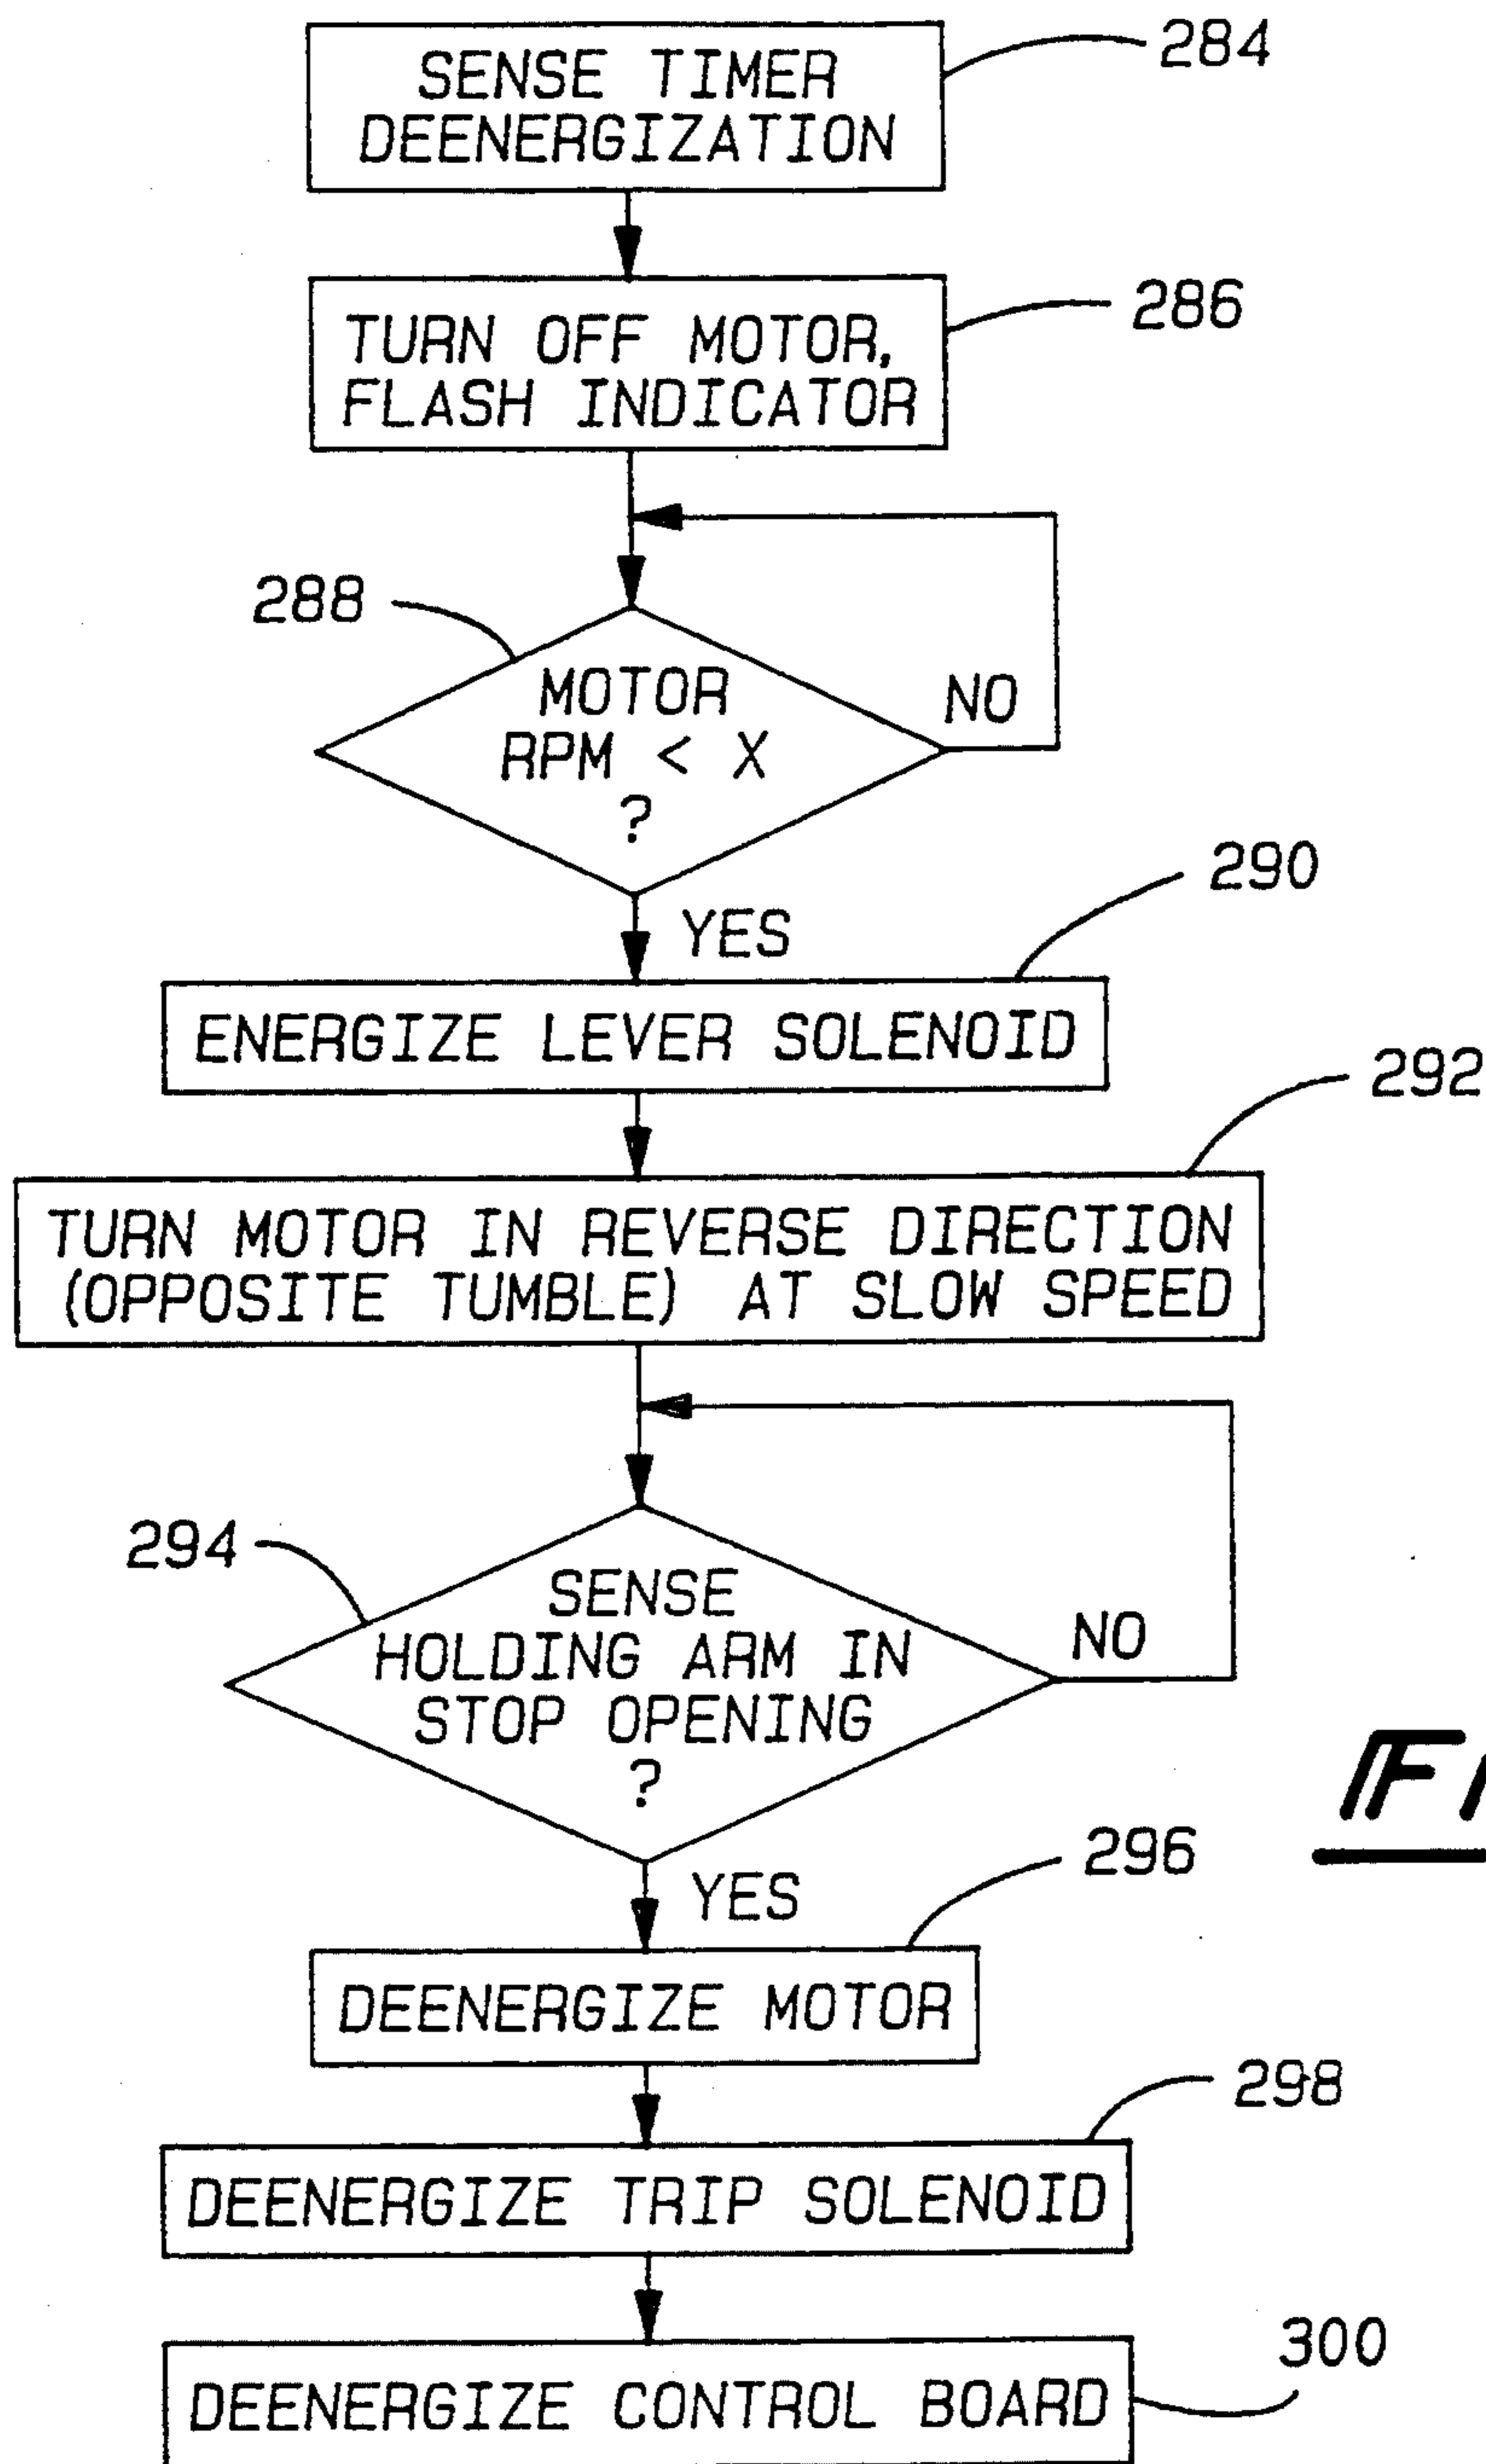 SENSE TIMER
DEENERGIZATION
284
TURN OFF MOTOR,
FLASH INDICATOR
286
288
MOTOR
RPM < X
?
NO
YES
290
ENERGIZE LEVER SOLENOID
292
TURN MOTOR IN REVERSE DIRECTION
(OPPOSITE TUMBLE) AT SLOW SPEED
294
SENSE
HOLDING ARM IN
STOP OPENING
?
NO
YES
296
DEENERGIZE MOTOR
298
DEENERGIZE TRIP SOLENOID
300
DEENERGIZE CONTROL BOARD